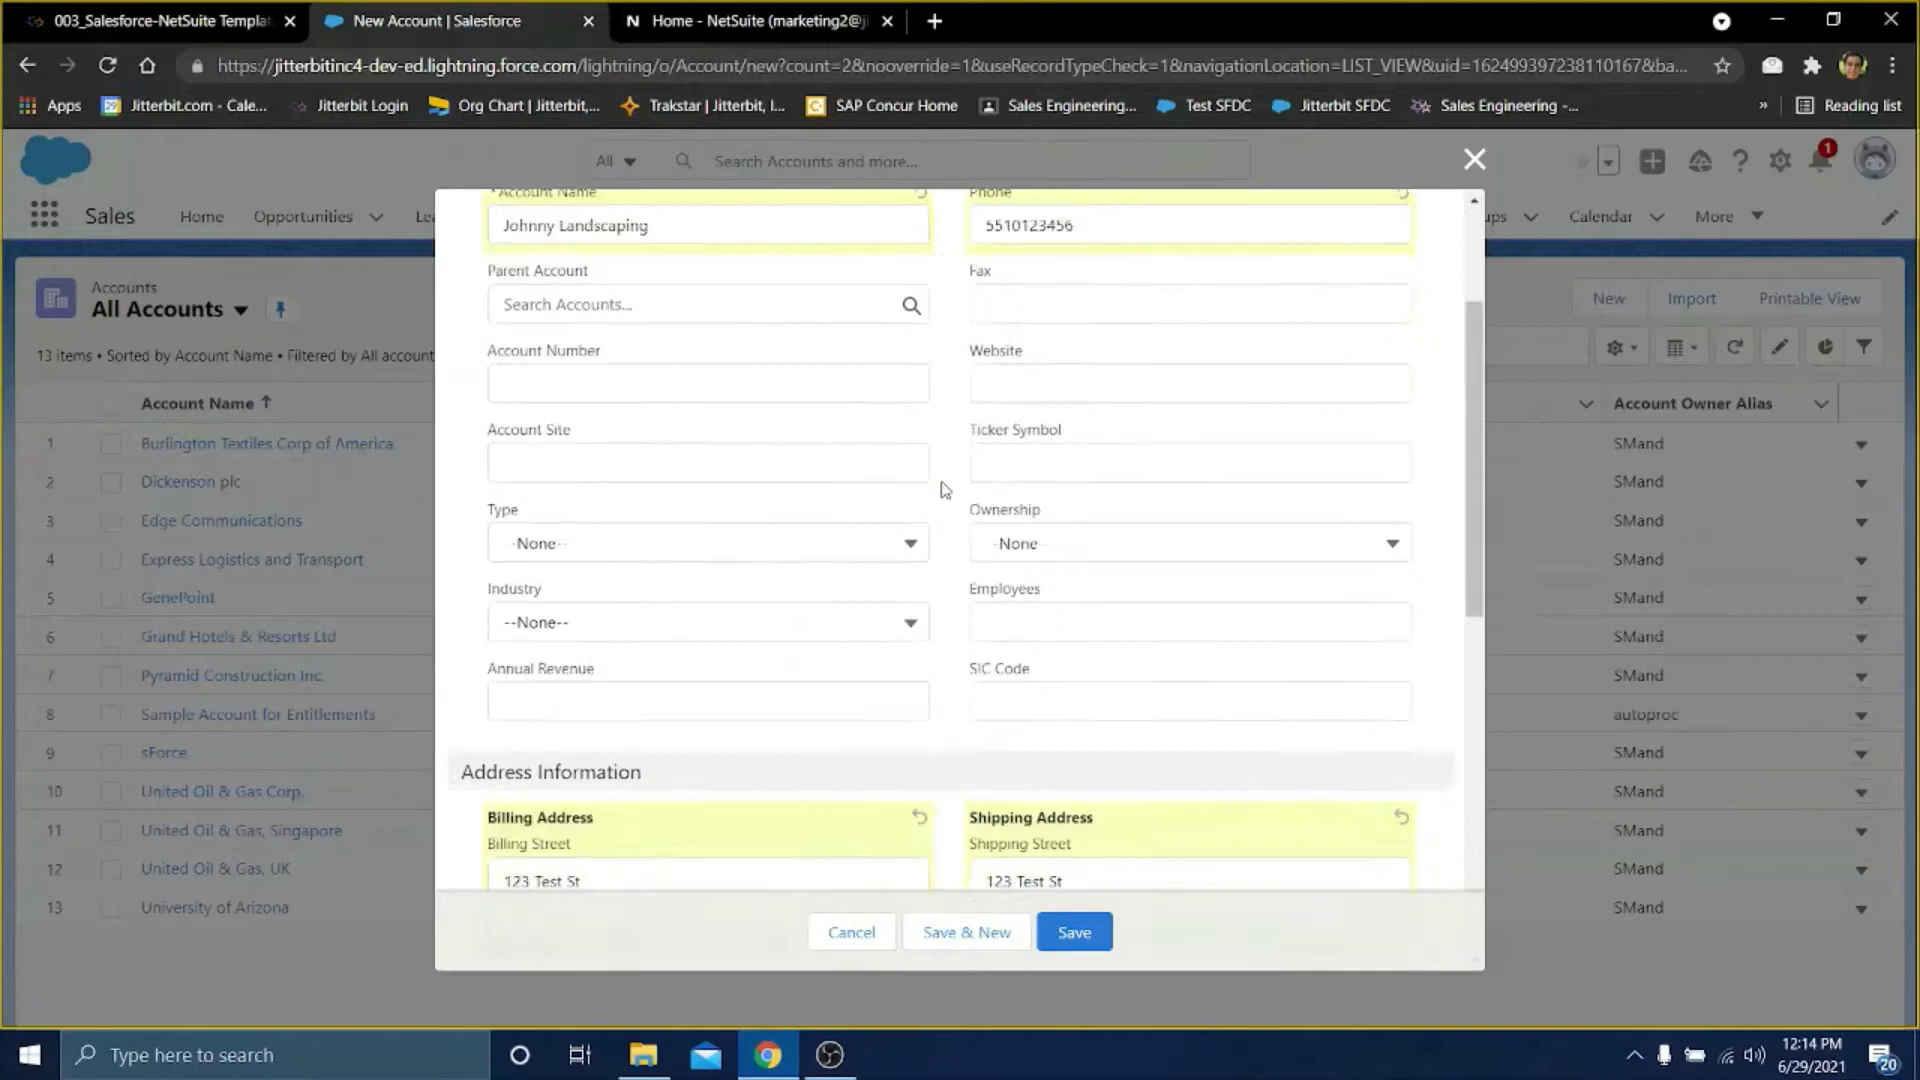 003_Salesforce-NetSuite Templat
New Account | Salesforce
N Home - NetSuite (marketing2@ji
https://jitterbitinc4-dev-ed.lightning.force.com/lightning/o/Account/new?count=2&nooverride=1&useRecordTypeCheck=1&navigationLocation=LIST_VIEW&uid=162499397238110167&ba...
Apps
Jitterbit.com - Cale...
Jitterbit Login
Org Chart | Jitterbit,...
Trakstar | Jitterbit, I...
SAP Concur Home
Sales Engineering...
Test SFDC
Jitterbit SFDC
Sales Engineering -...
»
Reading list
All
Search Accounts and more...
1
Sales
Home
Opportunities
Lea
ups
Calendar
More
Accounts
All Accounts
New
Import
Printable View
13 items • Sorted by Account Name • Filtered by All account
Account Name
Account Owner Alias
1 Burlington Textiles Corp of America SMand
2 Dickenson plc SMand
3 Edge Communications SMand
4 Express Logistics and Transport SMand
5 GenePoint SMand
6 Grand Hotels & Resorts Ltd SMand
7 Pyramid Construction Inc. SMand
8 Sample Account for Entitlements autoproc
9 sForce SMand
10 United Oil & Gas Corp. SMand
11 United Oil & Gas, Singapore SMand
12 United Oil & Gas, UK SMand
13 University of Arizona SMand
* Account Name
Johnny Landscaping
Phone
5510123456
Parent Account
Search Accounts...
Fax
Account Number
Website
Account Site
Ticker Symbol
Type
--None--
Ownership
--None
Industry
--None--
Employees
Annual Revenue
SIC Code
Address Information
Billing Address
Billing Street
123 Test St
Shipping Address
Shipping Street
123 Test St
Cancel
Save & New
Save
Type here to search
12:14 PM
6/29/2021
20